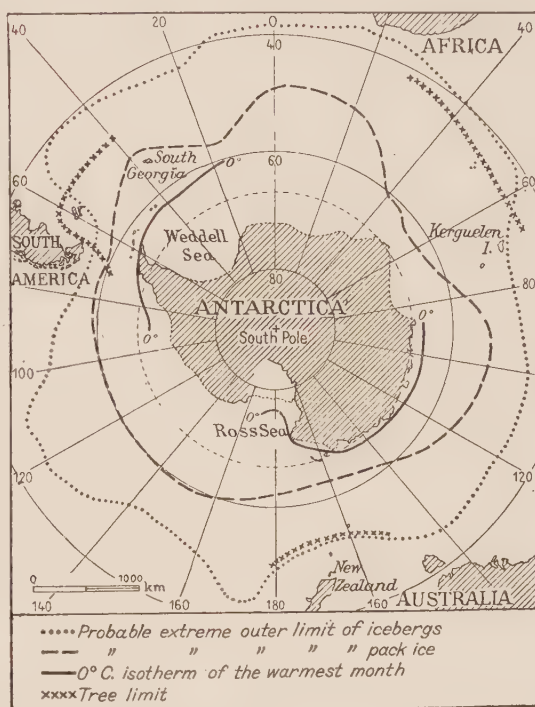 40 20 0 20 40
AFRICA
40
60 South 60 60
Georgia 0°
Weddell Kerguelen
SOUTH Sea I.
AMERICA 80
ANTARCTICA 0°
South Pole
0°
100 100
0°
Ross Sea
120 120
New
Zealand
0 1000
km
AUSTRALIA
140 160 180 160
Probable extreme outer limit of icebergs
" " " " " pack ice
0° C. isotherm of the warmest month
Tree limit